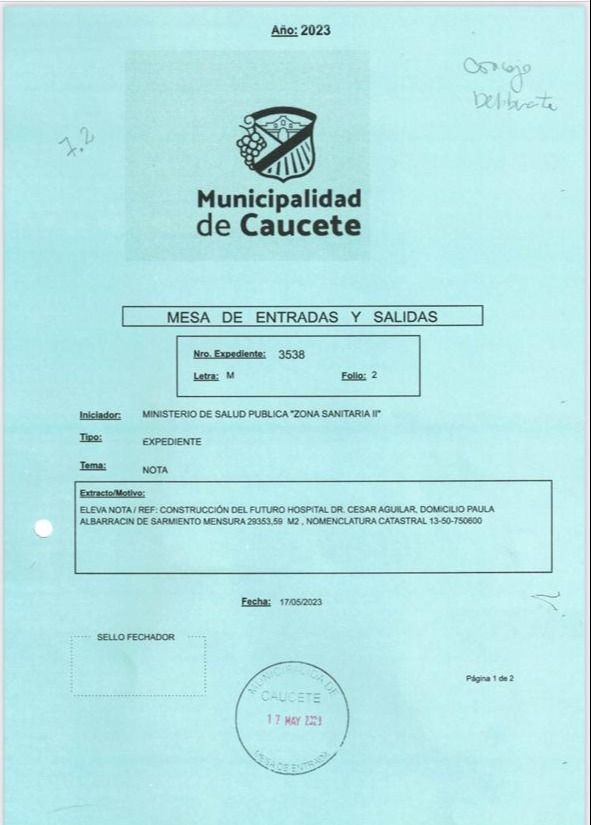 Año: 2023
Concejo
Deliberante
7.2
Municipalidad
de Caucete
MESA DE ENTRADAS Y SALIDAS
Nro. Expediente: 3538
Letra: M Folio: 2
Iniciador: MINISTERIO DE SALUD PUBLICA "ZONA SANITARIA II"
Tipo: EXPEDIENTE
Tema: NOTA
Extracto/Motivo:
ELEVA NOTA / REF: CONSTRUCCIÓN DEL FUTURO HOSPITAL DR. CESAR AGUILAR, DOMICILIO PAULA
ALBARRACIN DE SARMIENTO MENSURA 29353,59 M2 , NOMENCLATURA CATASTRAL 13-50-750600
Fecha: 17/05/2023
SELLO FECHADOR
Página 1 de 2
MUNICIPALIDAD DE
CAUCETE
17 MAY 2023
MESA DE ENTRADA